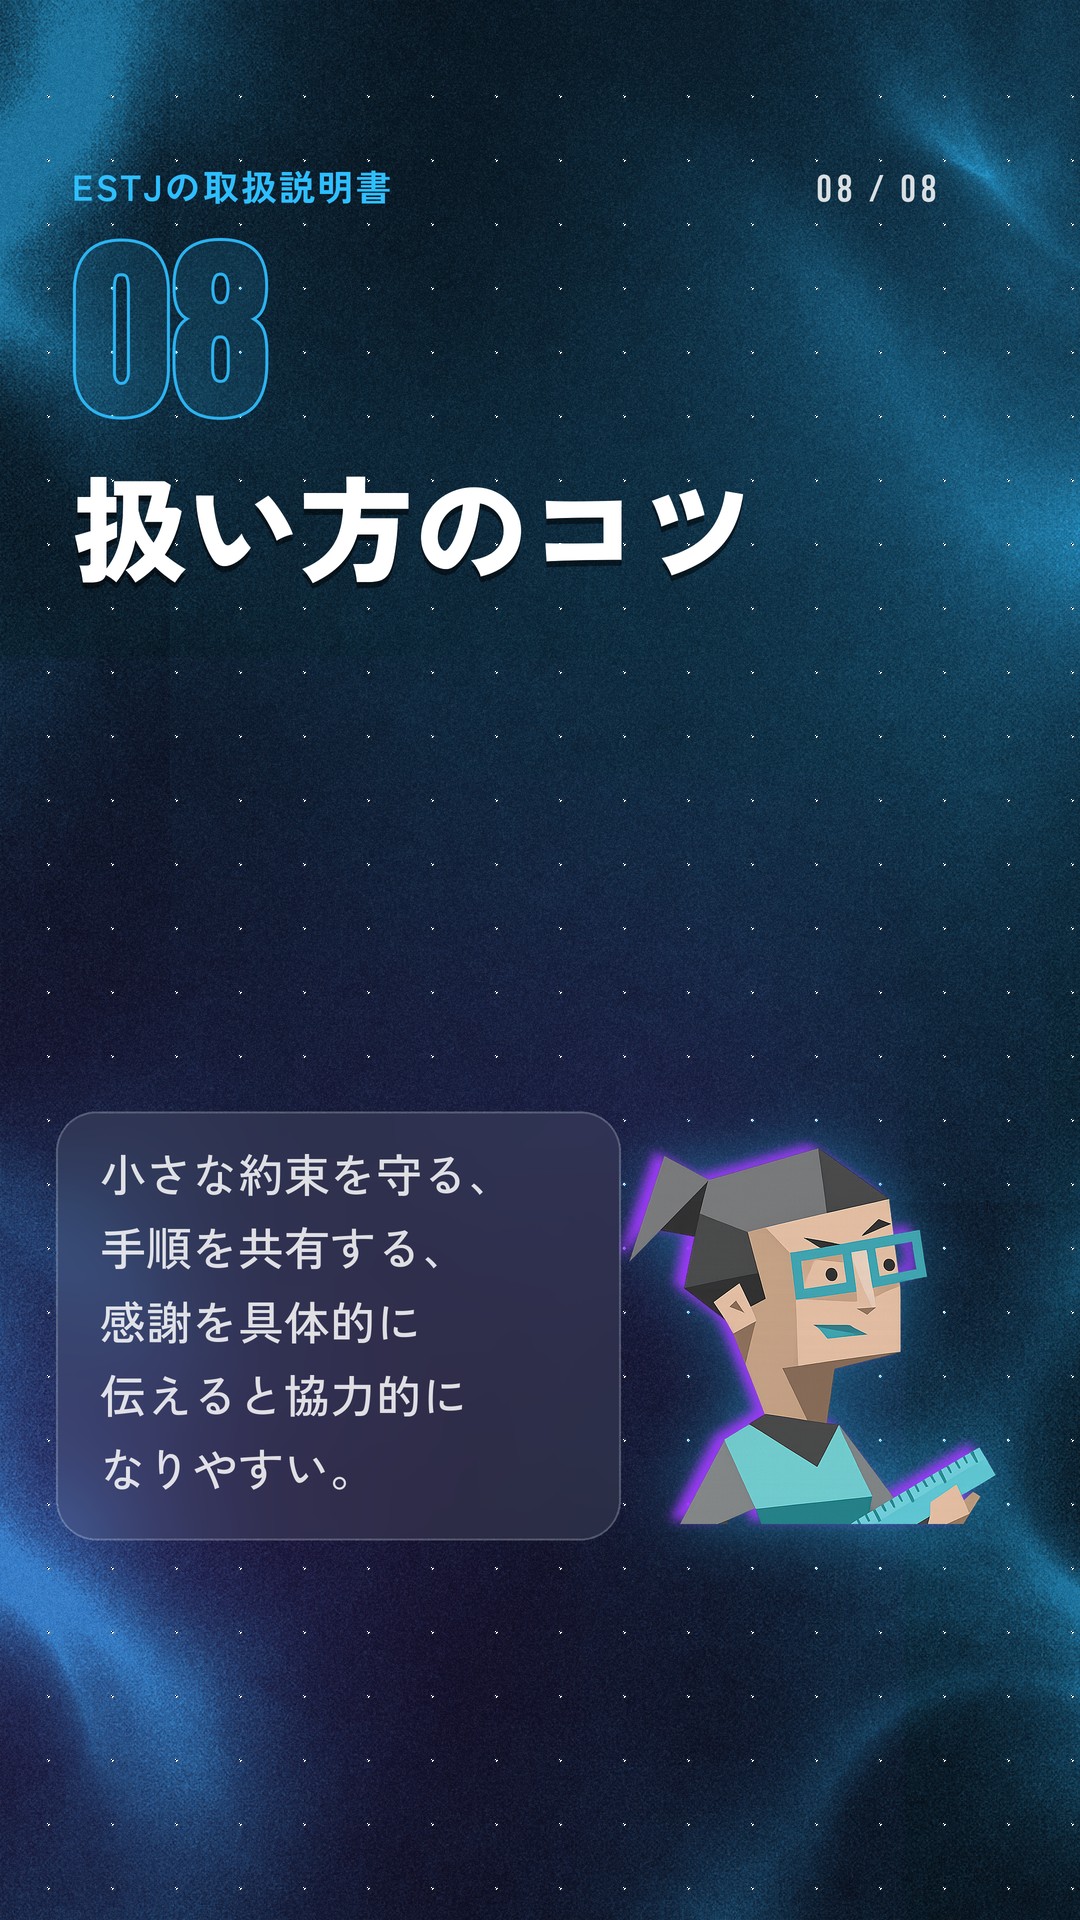 ESTJの取扱説明書
08 / 08
08
扱い方のコツ
小さな約束を守る、
手順を共有する、
感謝を具体的に
伝えると協力的に
なりやすい。